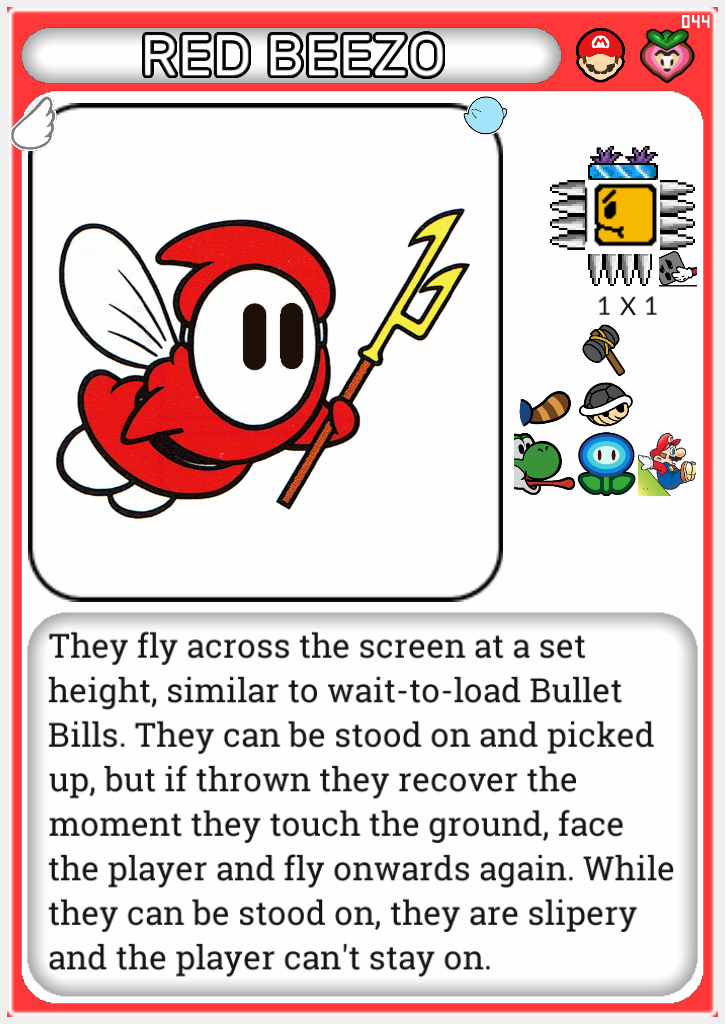 044
RED BEEZO
1 X 1
They fly across the screen at a set
height, similar to wait-to-load Bullet
Bills. They can be stood on and picked
up, but if thrown they recover the
moment they touch the ground, face
the player and fly onwards again. While
they can be stood on, they are slipery
and the player can't stay on.